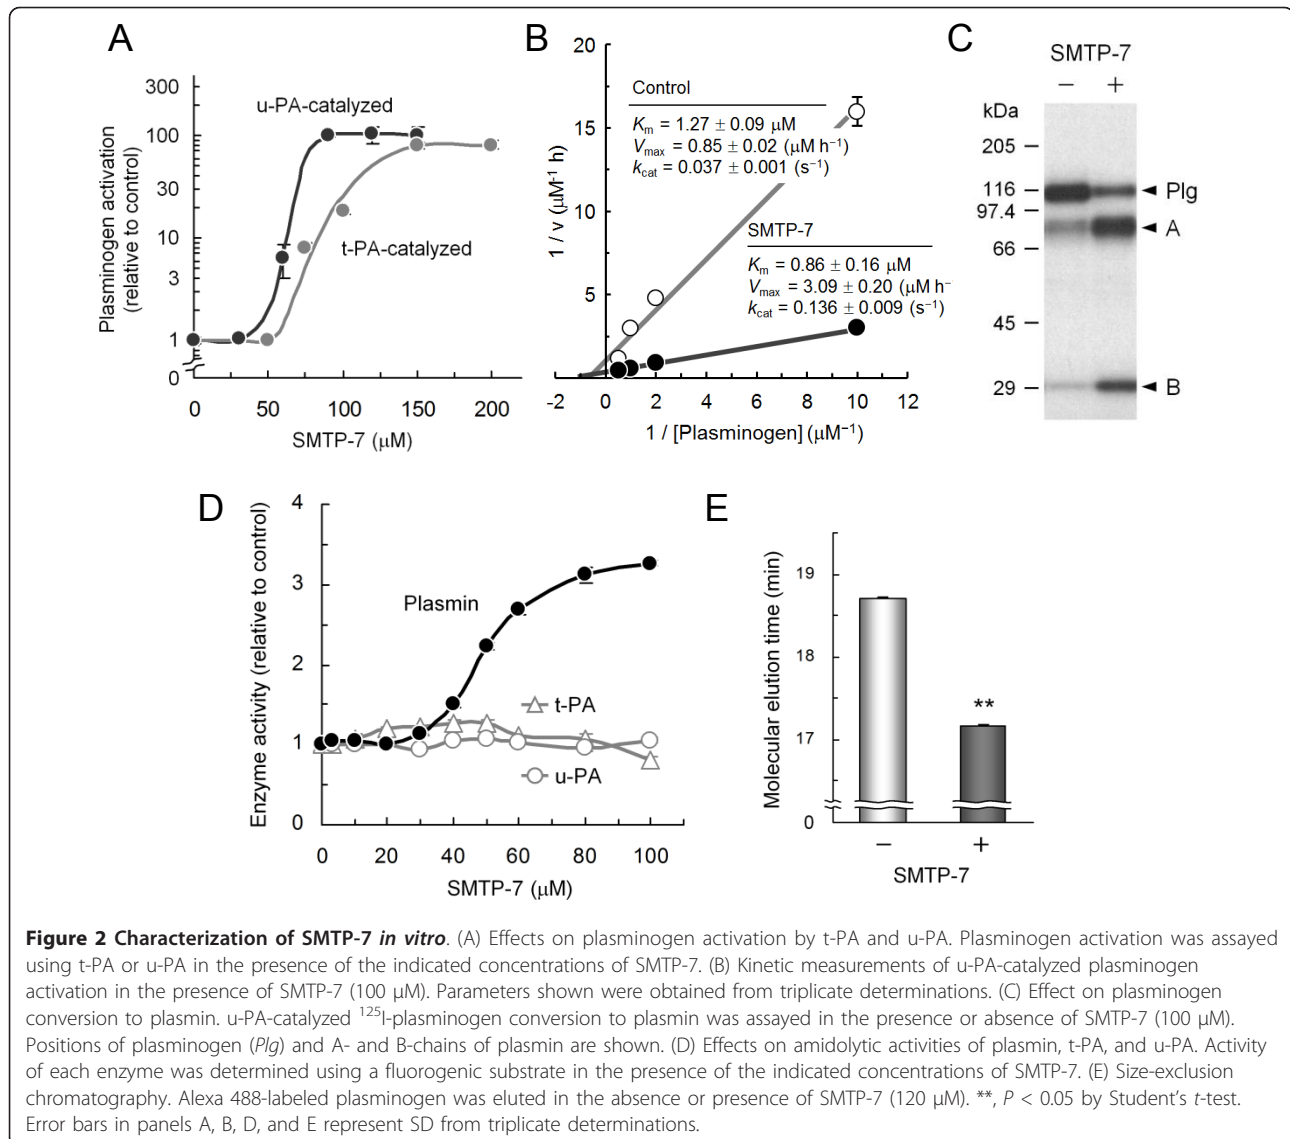 A
Plasminogen activation
(relative to control)
300
100
30
10
3
1
0
u-PA-catalyzed
t-PA-catalyzed
0 50 100 150 200
SMTP-7 (μM)
B
1 / v (μM⁻¹ h)
20
15
10
5
Control
Km = 1.27 ± 0.09 μM
Vmax = 0.85 ± 0.02 (μM h⁻¹)
kcat = 0.037 ± 0.001 (s⁻¹)
SMTP-7
Km = 0.86 ± 0.16 μM
Vmax = 3.09 ± 0.20 (μM h⁻
kcat = 0.136 ± 0.009 (s⁻¹)
-2 0 2 4 6 8 10 12
1 / [Plasminogen] (μM⁻¹)
C
SMTP-7
− +
kDa
205
116
97.4
66
45
29
Plg
A
B
D
Enzyme activity (relative to control)
4
3
2
1
0
Plasmin
t-PA
u-PA
0 20 40 60 80 100
SMTP-7 (μM)
E
Molecular elution time (min)
19
18
17
0
**
− +
SMTP-7
Figure 2 Characterization of SMTP-7 in vitro. (A) Effects on plasminogen activation by t-PA and u-PA. Plasminogen activation was assayed
using t-PA or u-PA in the presence of the indicated concentrations of SMTP-7. (B) Kinetic measurements of u-PA-catalyzed plasminogen
activation in the presence of SMTP-7 (100 μM). Parameters shown were obtained from triplicate determinations. (C) Effect on plasminogen
conversion to plasmin. u-PA-catalyzed ¹²⁵I-plasminogen conversion to plasmin was assayed in the presence or absence of SMTP-7 (100 μM).
Positions of plasminogen (Plg) and A- and B-chains of plasmin are shown. (D) Effects on amidolytic activities of plasmin, t-PA, and u-PA. Activity
of each enzyme was determined using a fluorogenic substrate in the presence of the indicated concentrations of SMTP-7. (E) Size-exclusion
chromatography. Alexa 488-labeled plasminogen was eluted in the absence or presence of SMTP-7 (120 μM). **, P < 0.05 by Student's t-test.
Error bars in panels A, B, D, and E represent SD from triplicate determinations.